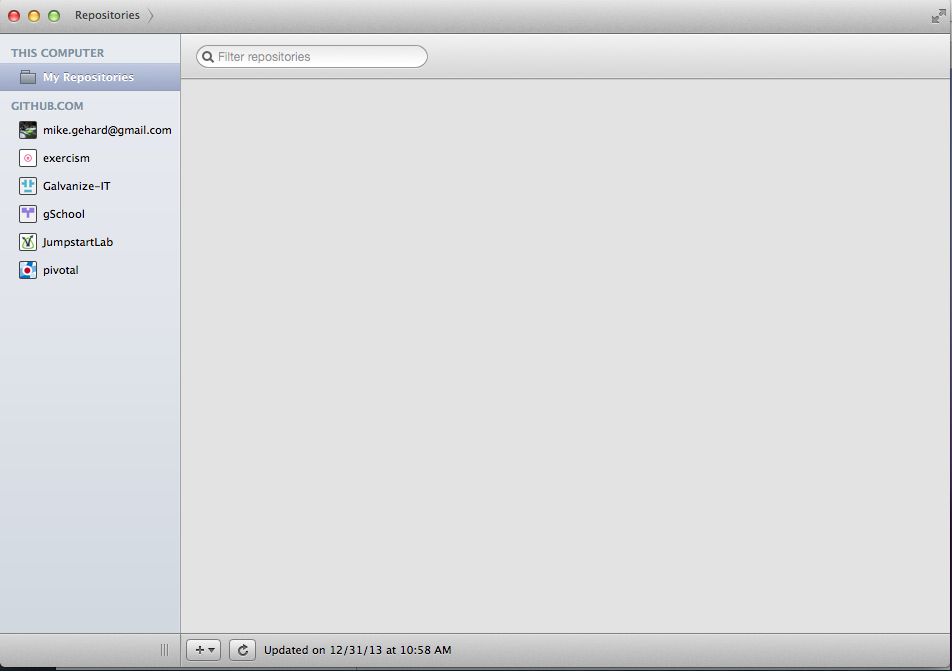 Repositories
THIS COMPUTER
My Repositories
GITHUB.COM
mike.gehard@gmail.com
exercism
Galvanize-IT
gSchool
JumpstartLab
pivotal
Filter repositories
Updated on 12/31/13 at 10:58 AM